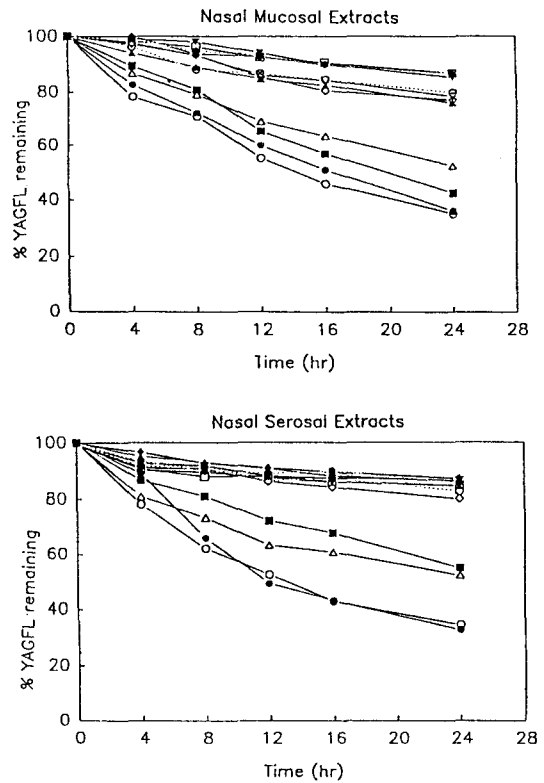 Nasal Mucosal Extracts
100
80
60
40
20
0
% YAGFL remaining
0 4 8 12 16 20 24 28
Time (hr)
Nasal Serosal Extracts
100
80
60
40
20
0
% YAGFL remaining
0 4 8 12 16 20 24 28
Time (hr)